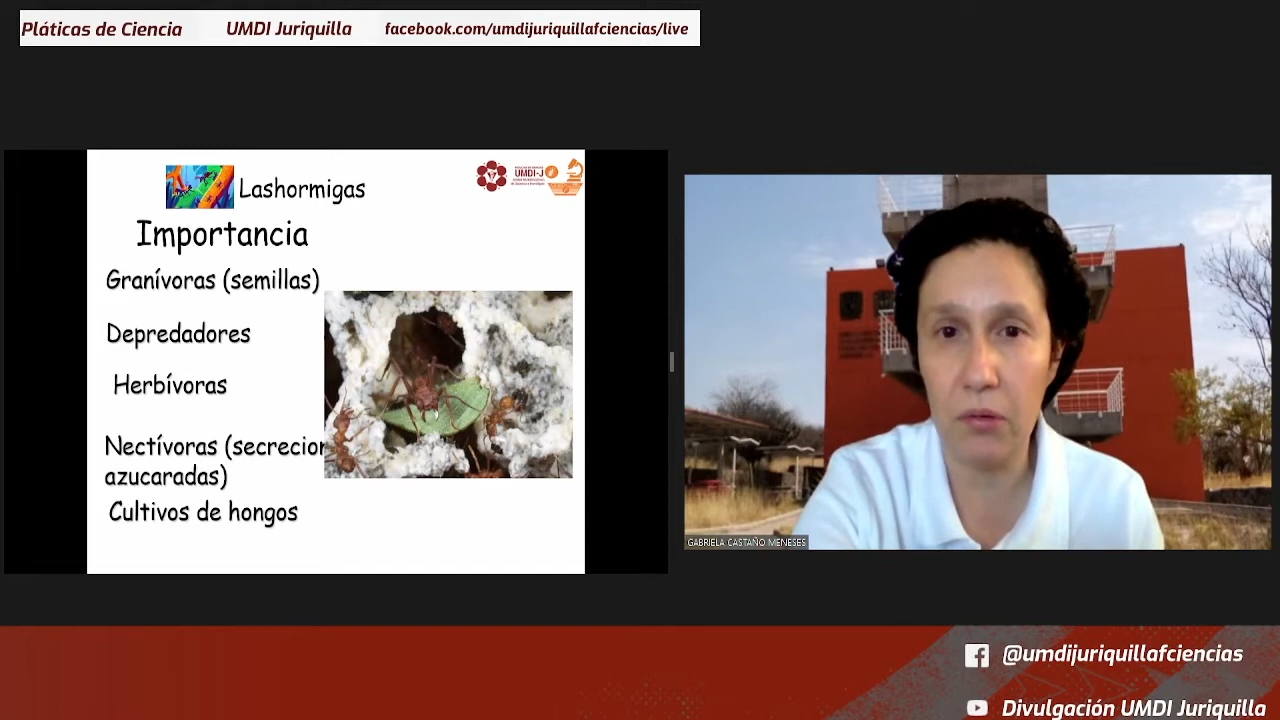 Pláticas de Ciencia UMDI Juriquilla facebook.com/umdijuriquillafciencias/live
Lashormigas
UMDI-J
Importancia
Granívoras (semillas)
Depredadores
Herbívoras
Nectívoras (secrecion
azucaradas)
Cultivos de hongos
GABRIELA CASTAÑO MENESES
@umdijuriquillafciencias
Divulgación UMDI Juriquilla